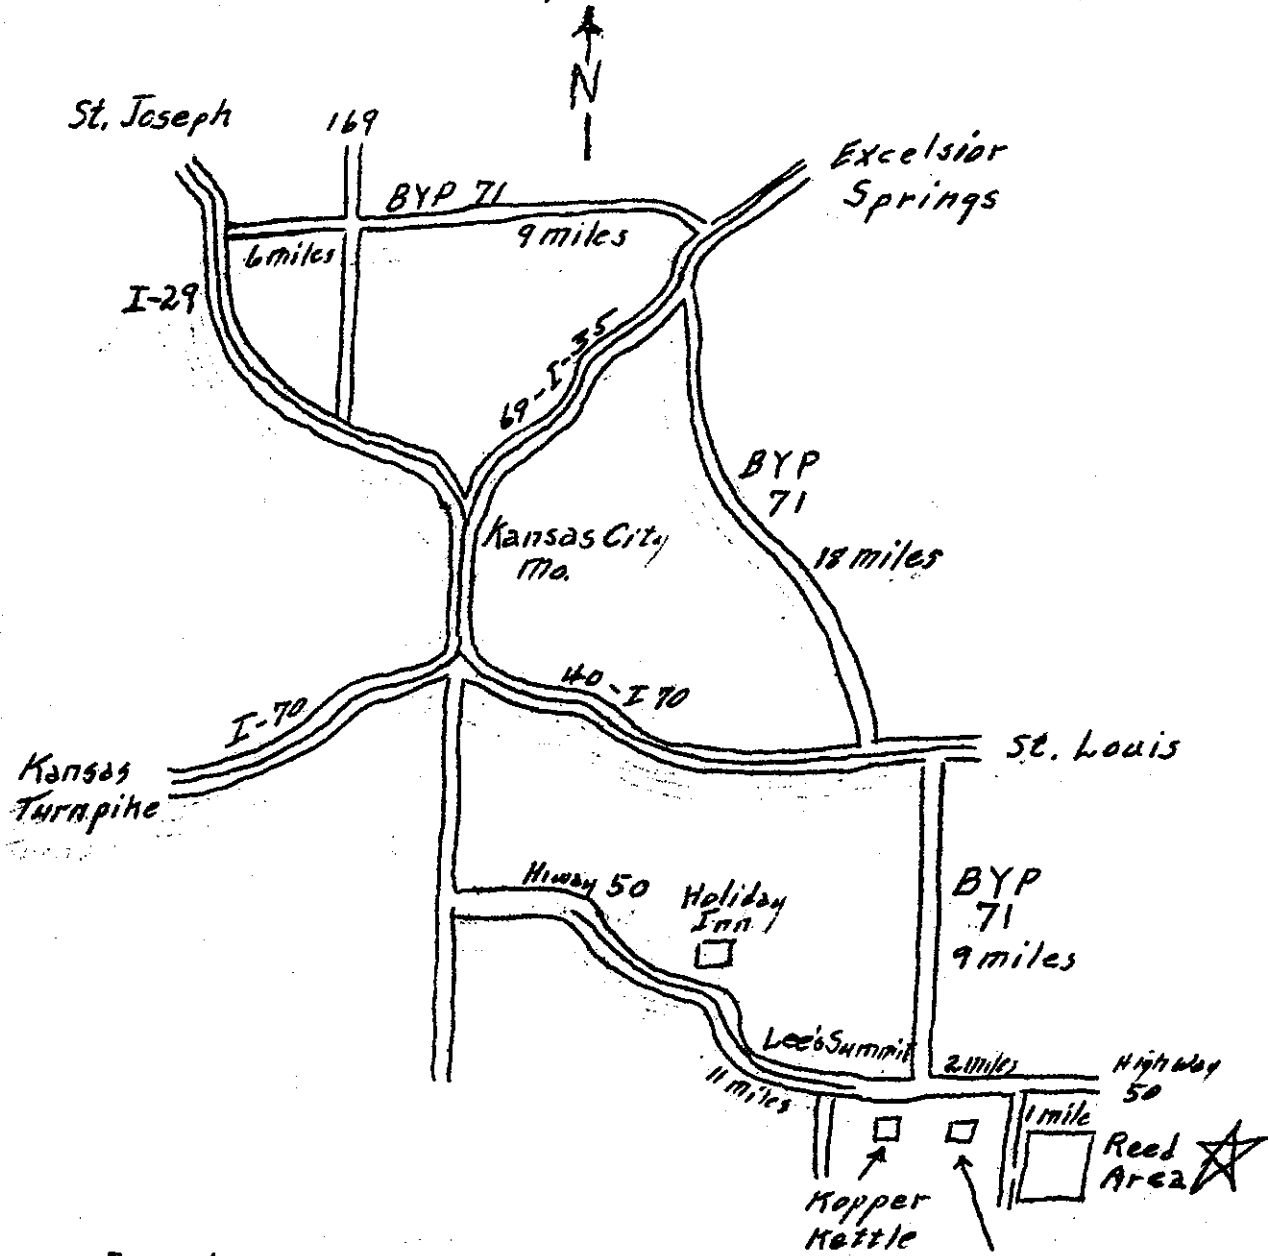 N
St. Joseph
169
Excelsior
Springs
BYP 71
6 miles
9 miles
I-29
69-I-35
BYP
71
18 miles
Kansas City
Mo.
40-I 70
I-70
Kansas
Turnpike
St. Louis
Hiway 50
Holiday
Inn
BYP
71
9 miles
Lee's Summit
2 miles
Highway
50
11 miles
1 mile
Reed
Area
Kopper
Kettle